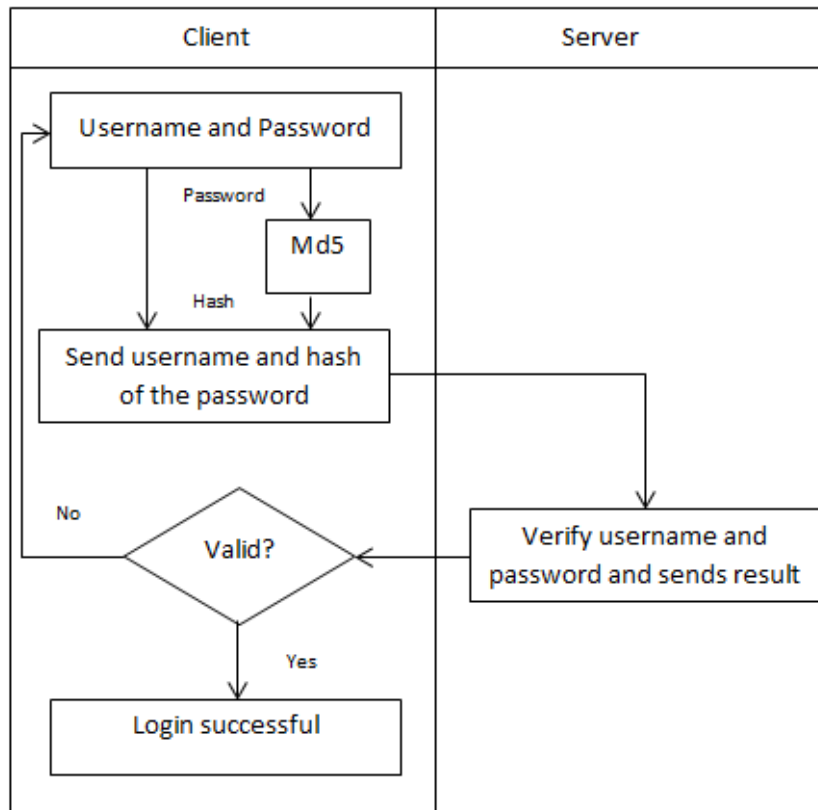 Client
Server
Username and Password
Password
Md5
Hash
Send username and hash
of the password
No
Valid?
Verify username and
password and sends result
Yes
Login successful